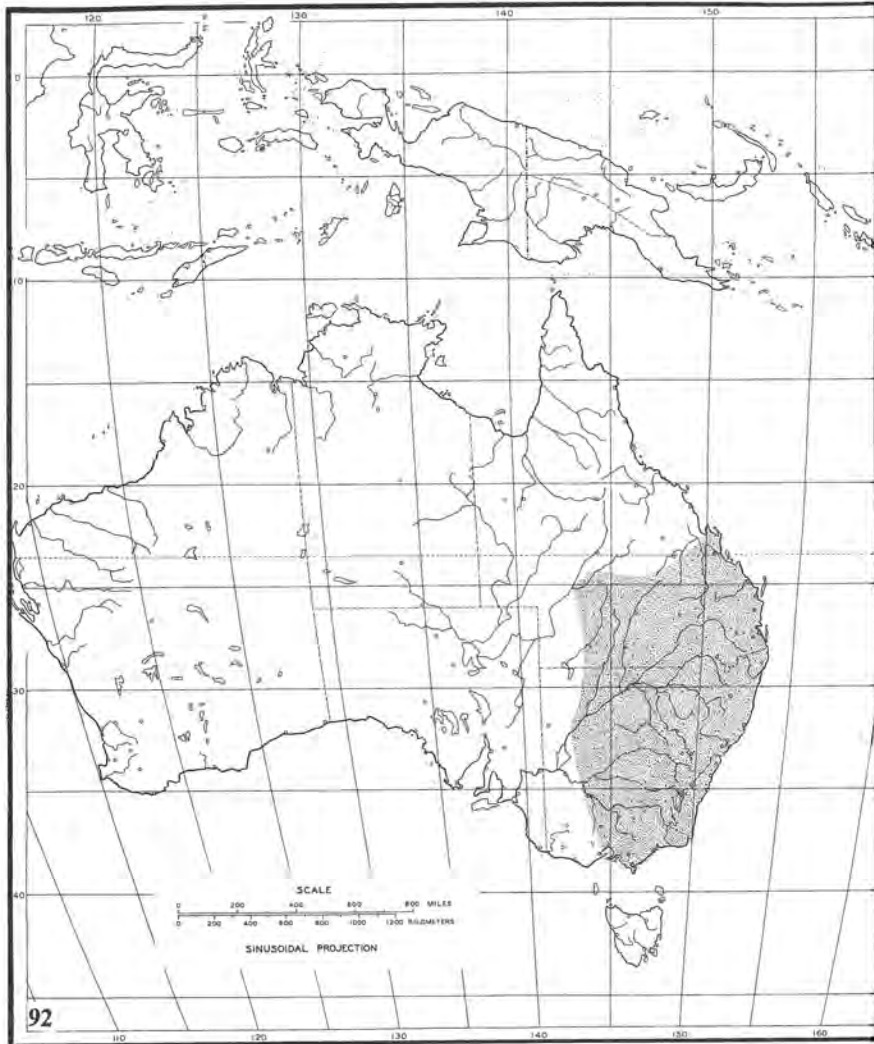 120 130 140 150
0
10
20
30
40
SCALE
0 200 400 600 800 MILES
0 200 400 600 800 1000 1200 KILOMETERS
SINUSOIDAL PROJECTION
92
110 120 130 140 150 160